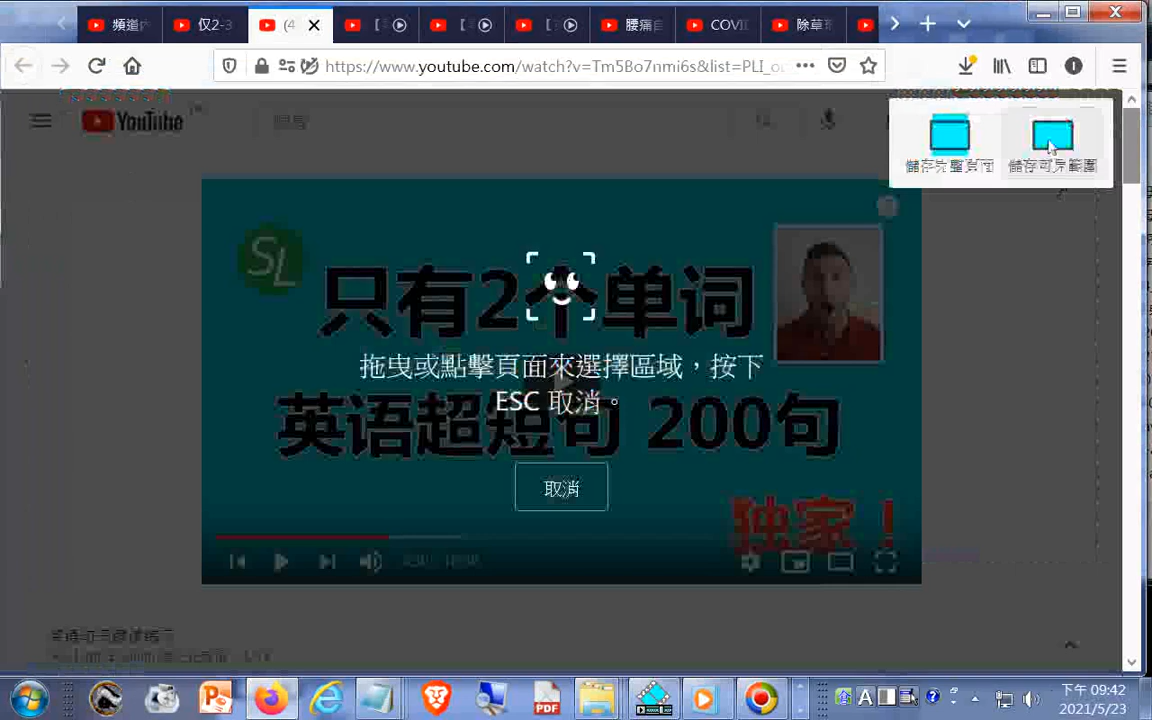 頻道
仅2-3
(4
[
[
[
腰痛自
COVI
除草
https://www.youtube.com/watch?v=Tm5Bo7nmi6s&list=PLI_o
YouTube
儲存完整頁面
儲存可見範圍
SL
只有2个单词
拖曳或點擊頁面來選擇區域，按下
ESC 取消。
英语超短句 200句
取消
独家！
PDF
A
下午 09:42
2021/5/23